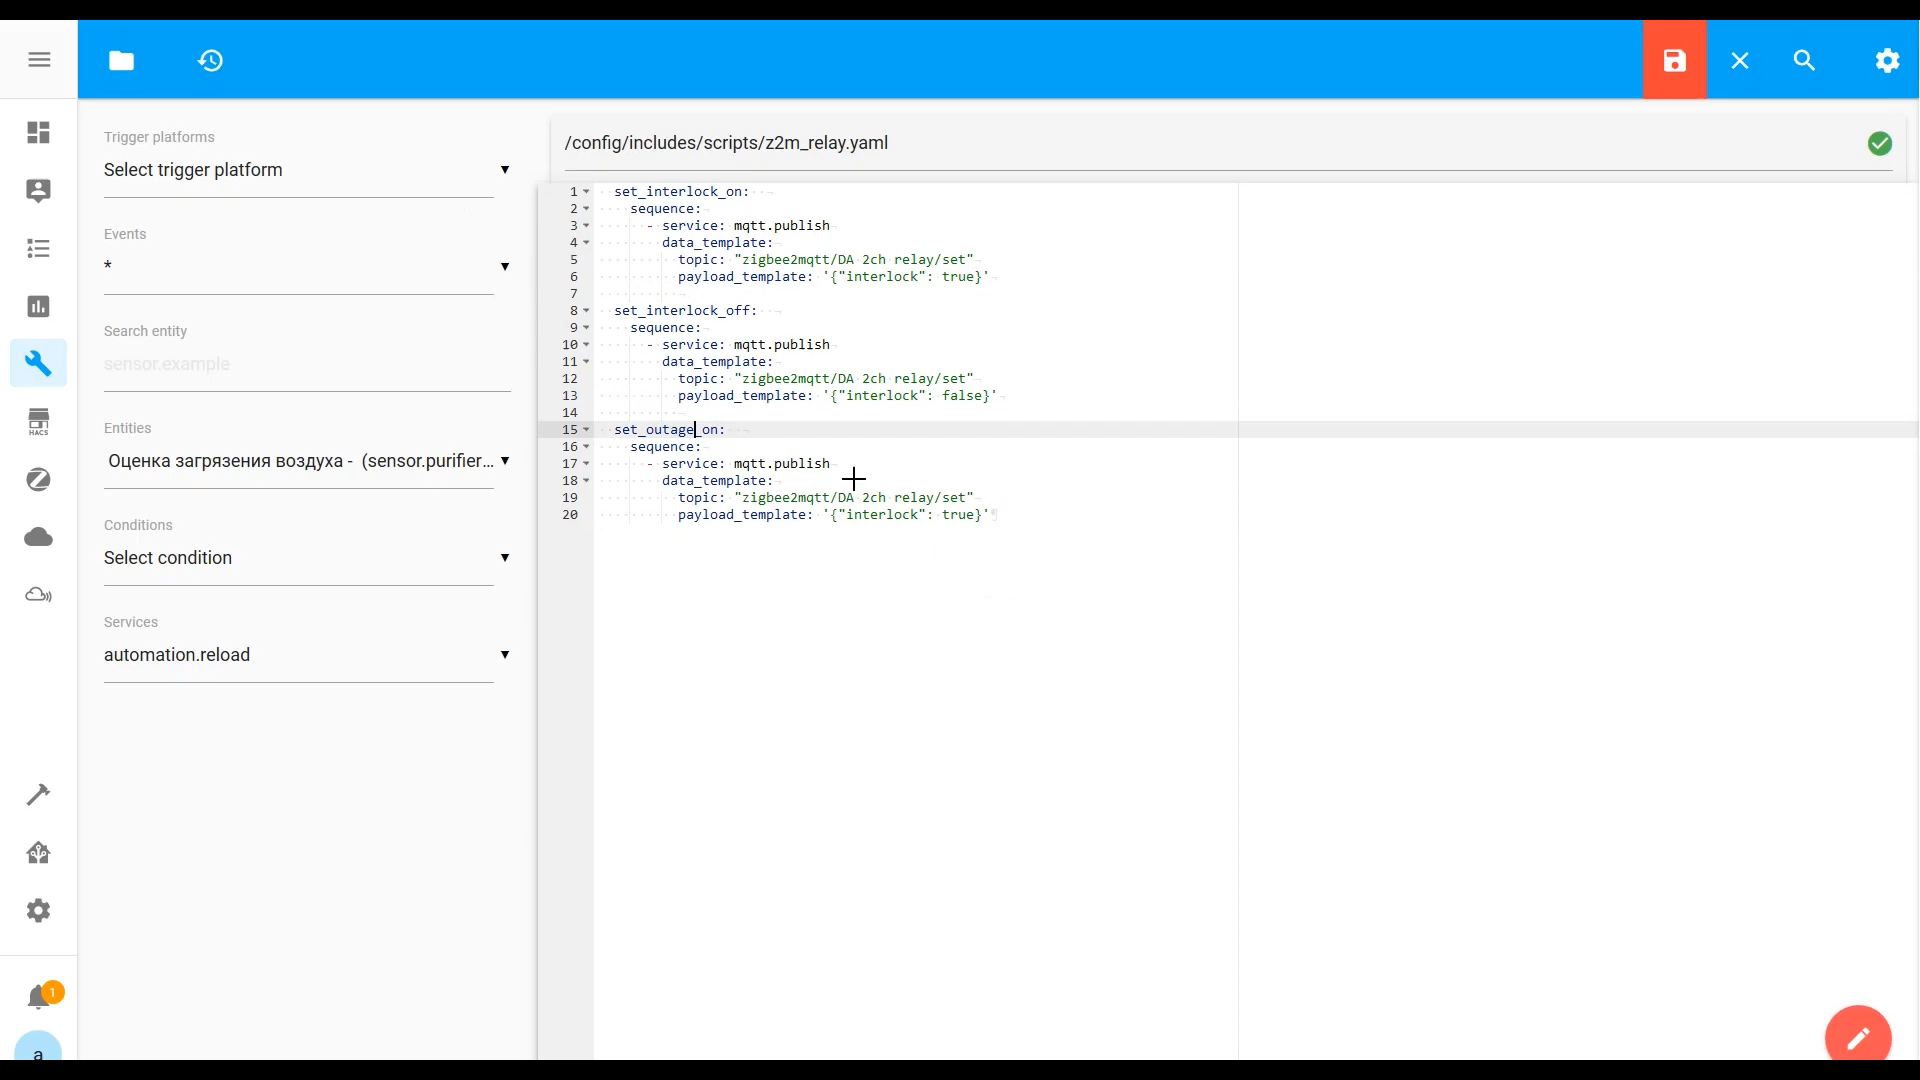 /config/includes/scripts/z2m_relay.yaml
Trigger platforms
Select trigger platform
Events
*
Search entity
sensor.example
Entities
Оценка загрязения воздуха - (sensor.purifier...
Conditions
Select condition
Services
automation.reload
HACS
1
a
1 set_interlock_on:
2 sequence:
3 - service: mqtt.publish
4 data_template:
5 topic: "zigbee2mqtt/DA 2ch relay/set"
6 payload_template: '{"interlock": true}'
7
8 set_interlock_off:
9 sequence:
10 - service: mqtt.publish
11 data_template:
12 topic: "zigbee2mqtt/DA 2ch relay/set"
13 payload_template: '{"interlock": false}'
14
15 set_outage_on:
16 sequence:
17 - service: mqtt.publish
18 data_template:
19 topic: "zigbee2mqtt/DA 2ch relay/set"
20 payload_template: '{"interlock": true}'